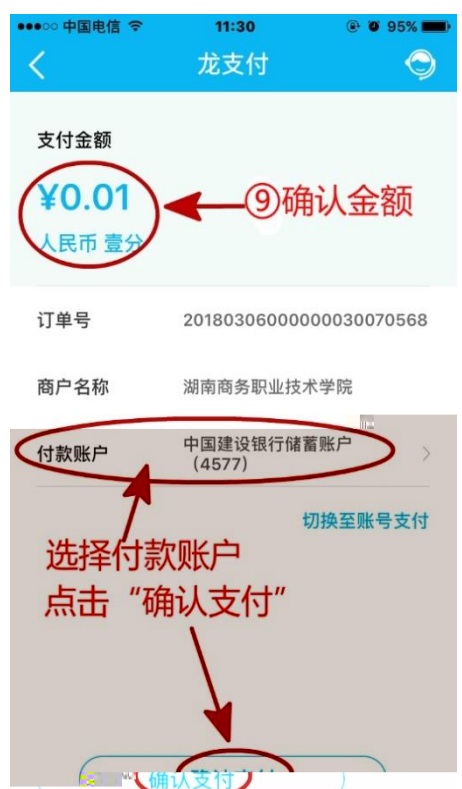 中国电信 11:30 95%
龙支付
支付金额
¥0.01
⑨确认金额
人民币 壹分
订单号 20180306000000030070568
商户名称 湖南商务职业技术学院
付款账户 中国建设银行储蓄账户
(4577)
切换至账号支付
选择付款账户
点击“确认支付”
确认支付